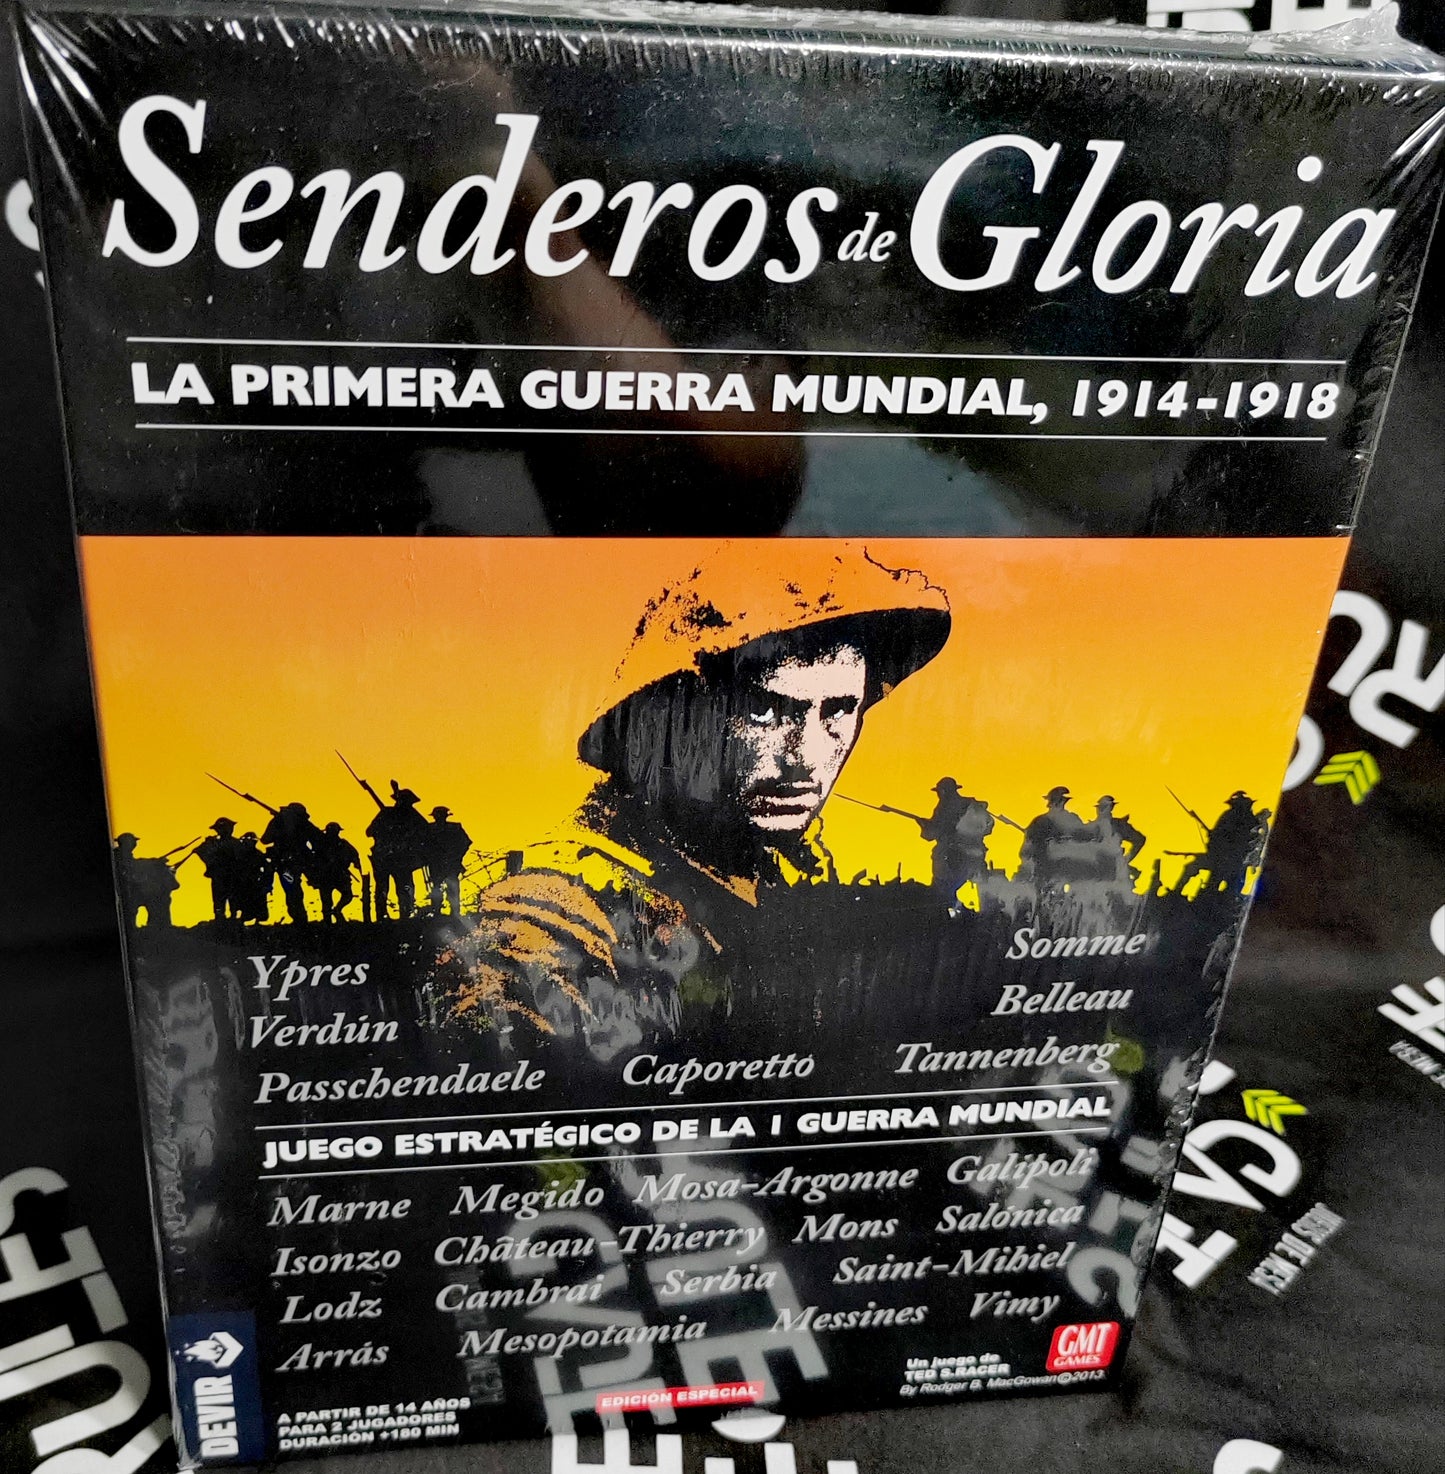 Senderos de Gloria
LA PRIMERA GUERRA MUNDIAL, 1914-1918
Ypres
Somme
Verdún
Belleau
Passchendaele Caporetto Tannenberg
JUEGO ESTRATÉGICO DE LA I GUERRA MUNDIAL
Marne Megido Mosa-Argonne Galípoli
Isonzo Château-Thierry Mons Salónica
Lodz Cambrai Serbia Saint-Mihiel
Arrás Mesopotamia Messines Vimy
DEVIR
A PARTIR DE 14 AÑOS
PARA 2 JUGADORES
DURACIÓN +180 MIN
EDICIÓN ESPECIAL
Un juego de
TED S.RACER
By Rodger B. MacGowan©2013
GMT
GAMES
RULES